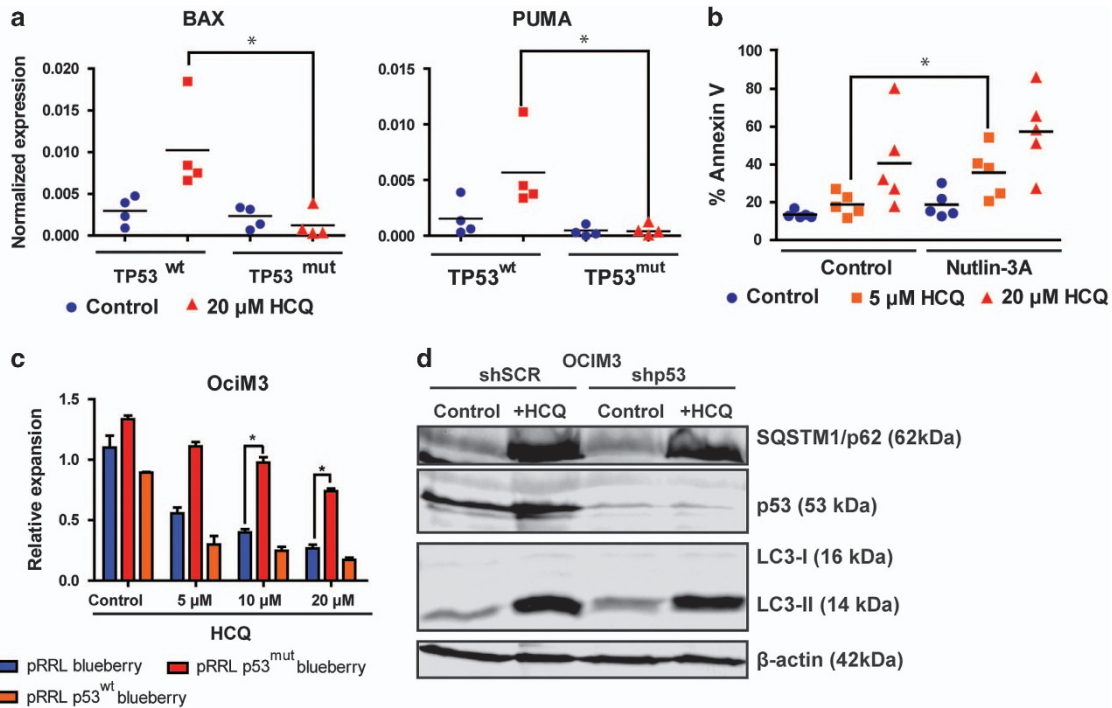 a
BAX
*
0.020
0.015
0.010
0.005
0.000
Normalized expression
TP53 wt
TP53 mut
PUMA
*
0.015
0.010
0.005
0.000
TP53wt
TP53mut
Control
20 µM HCQ
b
*
100
80
60
40
20
0
% Annexin V
Control
Nutlin-3A
Control
5 µM HCQ
20 µM HCQ
c
OciM3
1.5
1.0
0.5
0.0
Relative expansion
*
*
Control
5 µM
10 µM
20 µM
HCQ
pRRL blueberry
pRRL p53mut blueberry
pRRL p53wt blueberry
d
OCIM3
shSCR
shp53
Control
+HCQ
Control
+HCQ
SQSTM1/p62 (62kDa)
p53 (53 kDa)
LC3-I (16 kDa)
LC3-II (14 kDa)
β-actin (42kDa)